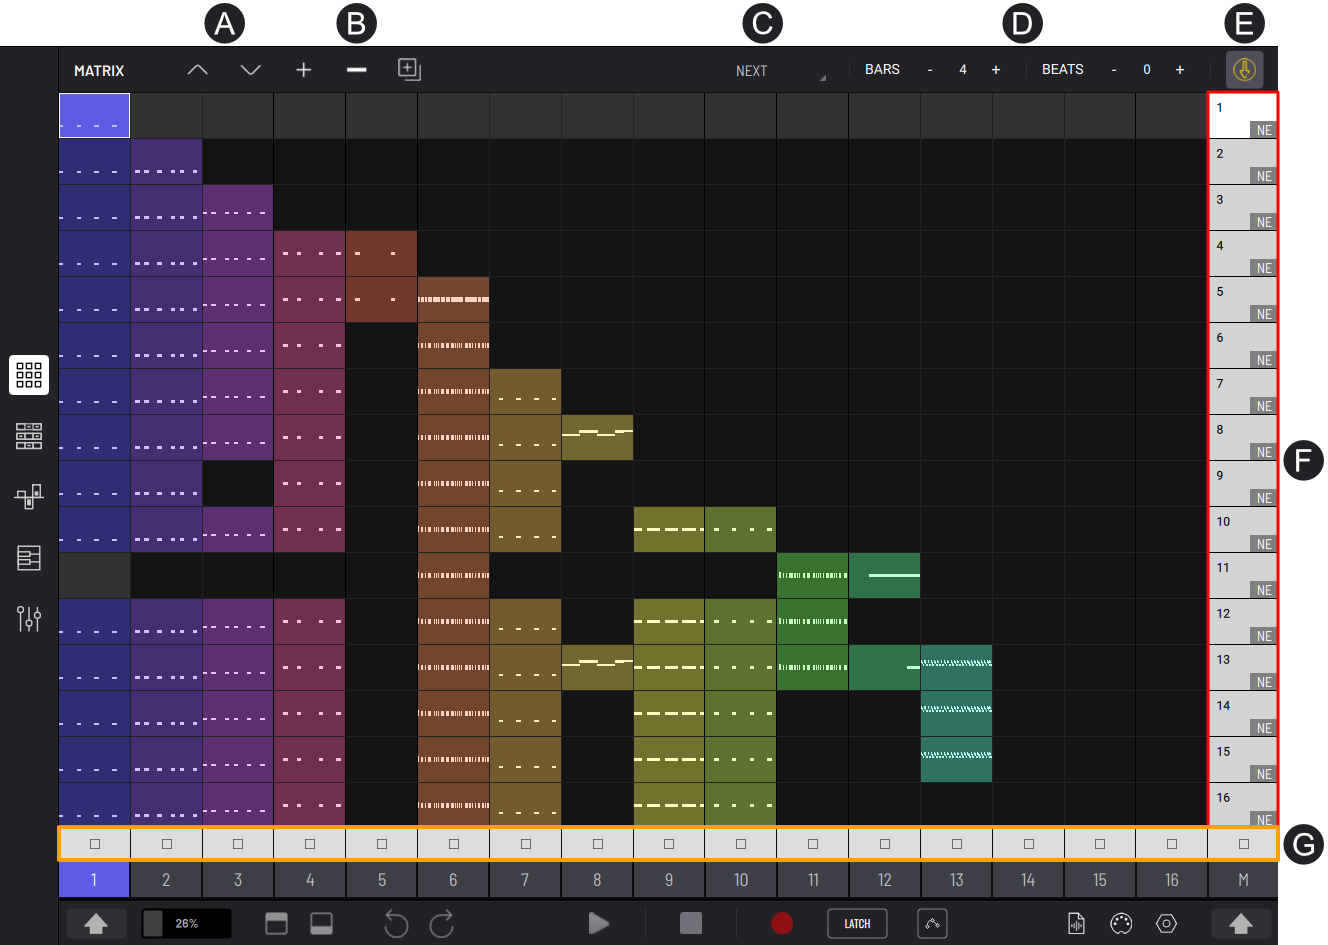 A B C D E
MATRIX NEXT BARS - 4 + BEATS - 0 +
1
NE
2
NE
3
NE
4
NE
5
NE
6
NE
7
NE
8
NE
F
9
NE
10
NE
11
NE
12
NE
13
NE
14
NE
15
NE
16
NE
G
1 2 3 4 5 6 7 8 9 10 11 12 13 14 15 16 M
26% LATCH